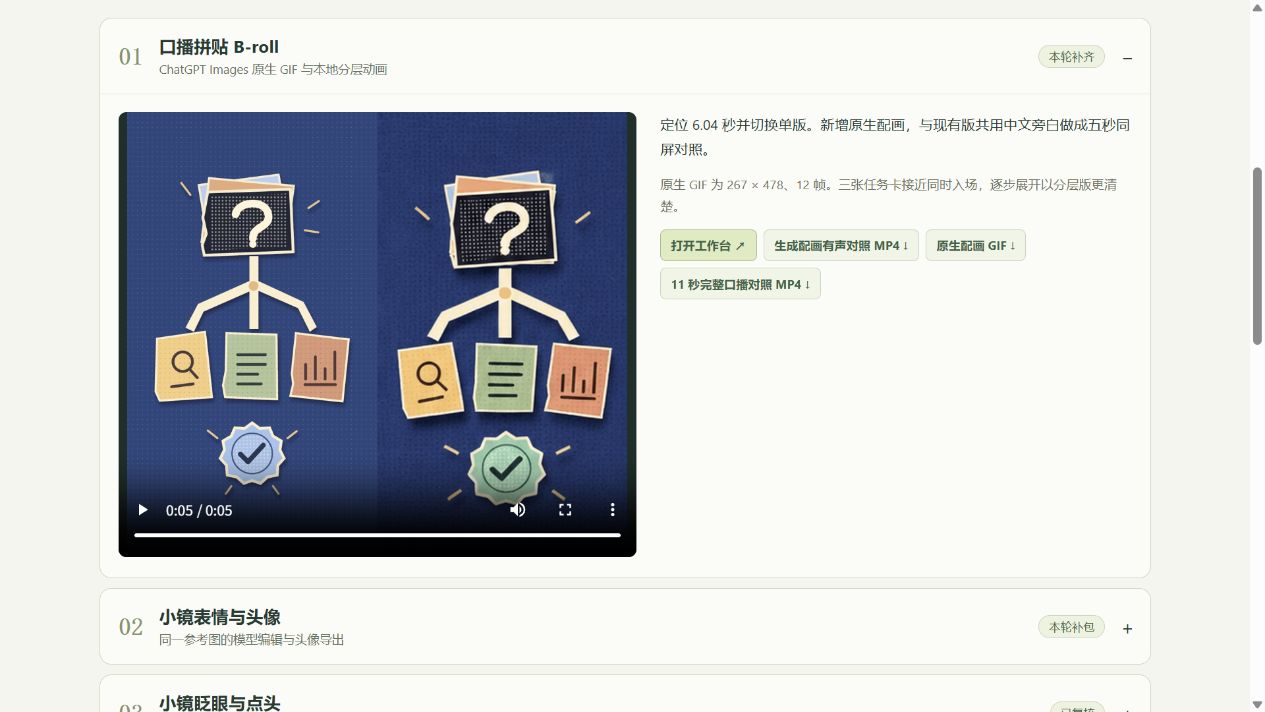 01
口播拼贴 B-roll
ChatGPT Images 原生 GIF 与本地分层动画
本轮补齐
−
定位 6.04 秒并切换单版。新增原生配画，与现有版共用中文旁白做成五秒同
屏对照。
原生 GIF 为 267 × 478、12 帧。三张任务卡接近同时入场，逐步展开以分层版更清
楚。
打开工作台 ↗
生成配画有声对照 MP4 ↓
原生配画 GIF ↓
11 秒完整口播对照 MP4 ↓
?
?
0:05 / 0:05
02
小镜表情与头像
同一参考图的模型编辑与头像导出
本轮补包
+
03
小镜眨眼与点头